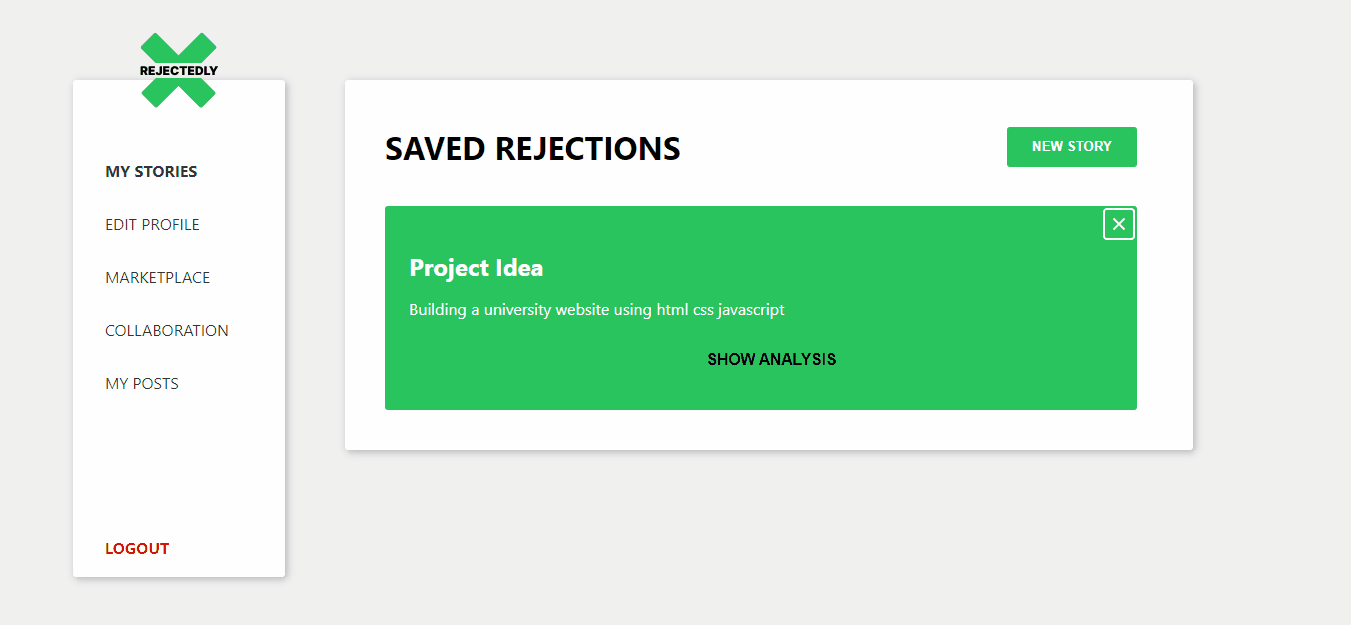 REJECTEDLY
MY STORIES
EDIT PROFILE
MARKETPLACE
COLLABORATION
MY POSTS
LOGOUT
SAVED REJECTIONS
NEW STORY
Project Idea
Building a university website using html css javascript
SHOW ANALYSIS